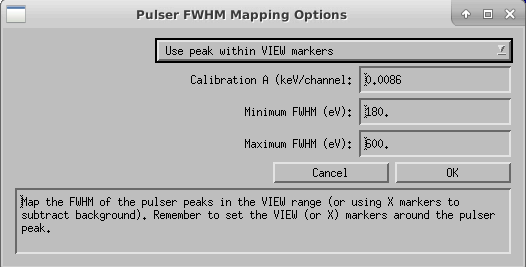 Pulser FWHM Mapping Options
Use peak within VIEW markers
Calibration A (keV/channel: 0.0086
Minimum FWHM (eV): 180.
Maximum FWHM (eV): 600.
Cancel OK
Map the FWHM of the pulser peaks in the VIEW range (or using X markers to
subtract background). Remember to set the VIEW (or X) markers around the pulser
peak.